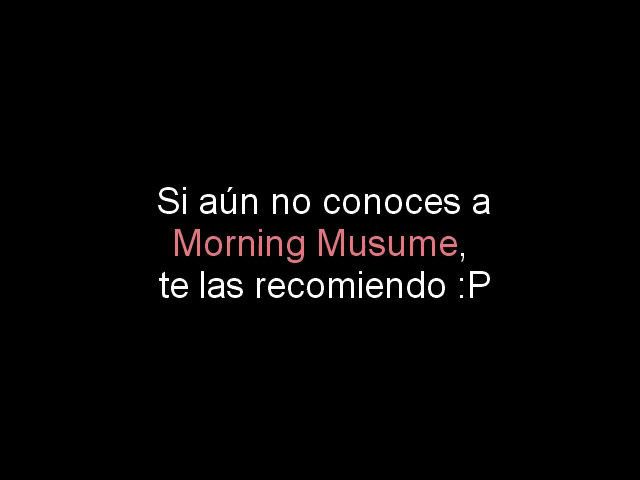 Si aún no conoces a
Morning Musume,
te las recomiendo :P